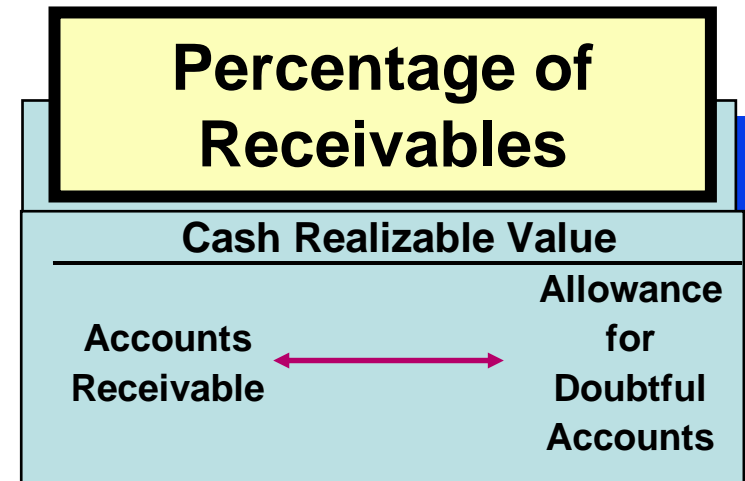 Percentage of
Receivables
Cash Realizable Value
Accounts
Receivable
Allowance
for
Doubtful
Accounts